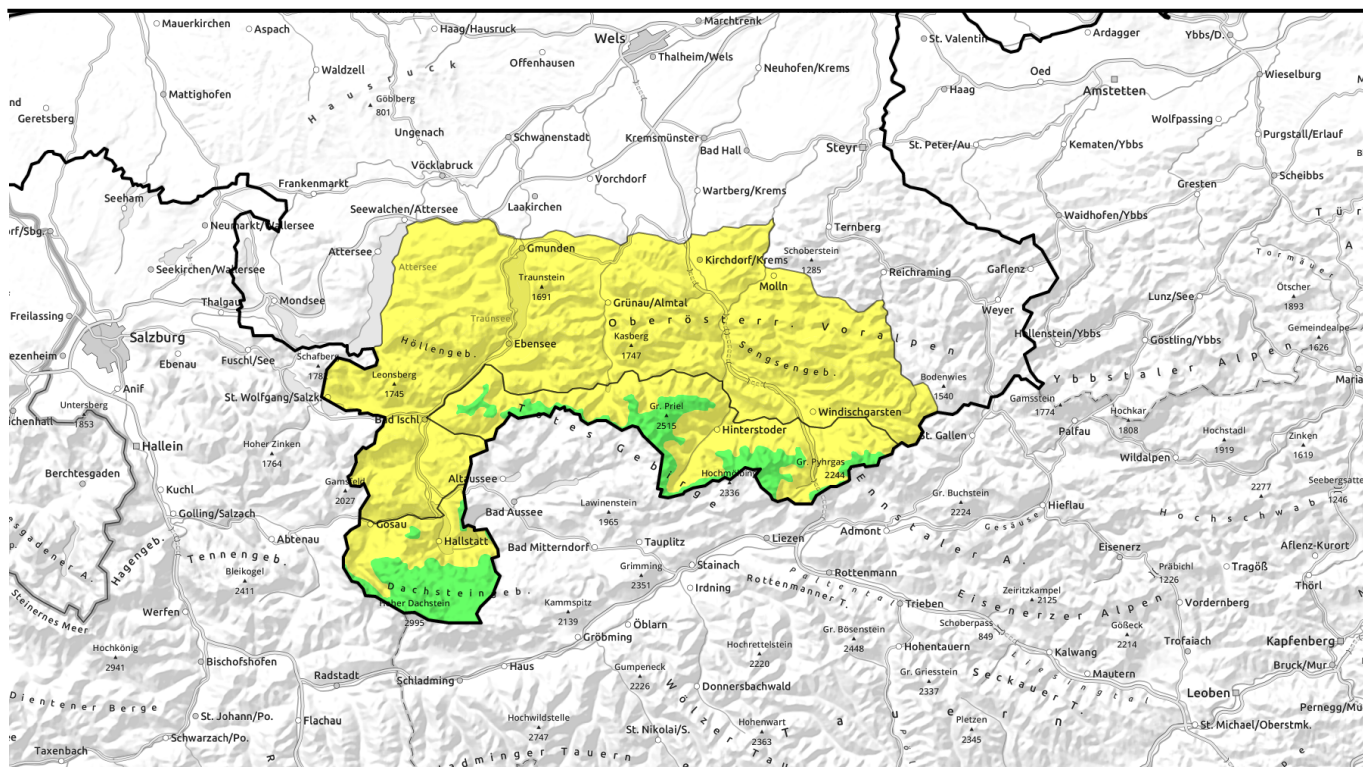 Mauerkirchen
Aspach
Haag/Hausruck
Wels
Marchtrenk
St. Valentin
Ardagger
Ybbs/D.
Thalheim/Wels
Offenhausen
Waldzell
Neuhofen/Krems
Oed
Wieselburg
Hausruck
Mattighofen
Göblberg
801
Haag
Amstetten
Geretsberg
Ungenach
Schwanenstadt
Kremsmünster
Wolfpassing
Purgstall/Erlauf
Bad Hall
Steyr
St. Peter/Au
Kematen/Ybbs
Vöcklabruck
Scheibbs
Frankenmarkt
Vorchdorf
Wartberg/Krems
Gresten
Seeham
Laakirchen
Seewalchen/Attersee
Waidhofen/Ybbs
Neumarkt/Wallersee
Ternberg
Attersee
Gmunden
Schoberstein
1285
Kirchdorf/Krems
Seekirchen/Wallersee
Attersee
Traunstein
1691
Molln
Reichraming
Gaflenz
Tormäuer
Ötscher
1893
Thalgau
Mondsee
Grünau/Almtal
Weyer
Lunz/See
Freilassing
Traunsee
Oberösterr. Voralpen
Salzburg
Kasberg
1747
Hollenstein/Ybbs
Göstling/Ybbs
Gemeindealpe
1626
Höllengeb.
Ebensee
Sengsengeb.
Ybbstaler Alpen
Ebenau
Fuschl/See
Schafberg
Leonsberg
1745
Bodenwies
1540
Anif
St. Wolfgang/Salzk
Gamsstein
1774
Hochkar
1808
Untersberg
1853
Bad Ischl
Totes Gebirge
Gr. Priel
2515
Windischgarsten
Palfau
Hochstadl
1919
Zinken
1619
Hallein
Hoher Zinken
1764
Hinterstoder
St. Gallen
Wildalpen
Berchtesgaden
Gamsfeld
2027
Altaussee
Hochmölbing
2336
Gr. Pyhrgas
2244
Ennstaler A.
2277
Seebergsatte
1246
Kuchl
Lawinenstein
1965
Gr. Buchstein
2224
Hieflau
Golling/Salzach
Gosau
Bad Aussee
Admont
Gesäuse
Hochschwab
Abtenau
Hallstatt
Bad Mitterndorf
Tauplitz
Liezen
Eisenerz
Aflenz-Kurort
Hagengeb.
Tennengeb.
Bleikogel
2411
Grimming
2351
Stainach
Rottenmann
Präbichl
1226
Tragöß
Thörl
Steinernes Meer
Dachsteingeb.
Irdning
Rottenmanner T.
Paltental
Zeiritzkampel
2125
Eisenerzer Alpen
Werfen
Hoher Dachstein
2995
Kammspitz
2139
Öblarn
Trieben
Schoberpass
849
Vordernberg
Gröbming
Gr. Bösenstein
2448
Gößeck
2214
Trofaiach
Kapfenberg
Hochkönig
2941
Bischofshofen
Hochrettelstein
2220
Hohentauern
Kalwang
Radstadt
Haus
Gumpeneck
2226
Bruck/Mur
Schladming
Donnersbachwald
Gr. Griesstein
2337
Seckauer T.
Liesingtal
Mautern
Leoben
Dientener Berge
St. Johann/Po.
Flachau
Hochwildstelle
2747
St. Nikolai/S.
Hohenwart
2363
Wölzer
Pletzen
2345
St. Michael/Oberstmk.
Schwarzach/Po.
Taxenbach